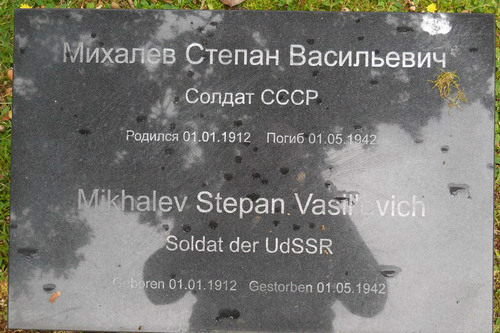 Михалев Степан Васильевич
Солдат СССР
Родился 01.01.1912 Погиб 01.05.1942
Mikhalev Stepan Vasil'evich
Soldat der UdSSR
Geboren 01.01.1912 Gestorben 01.05.1942